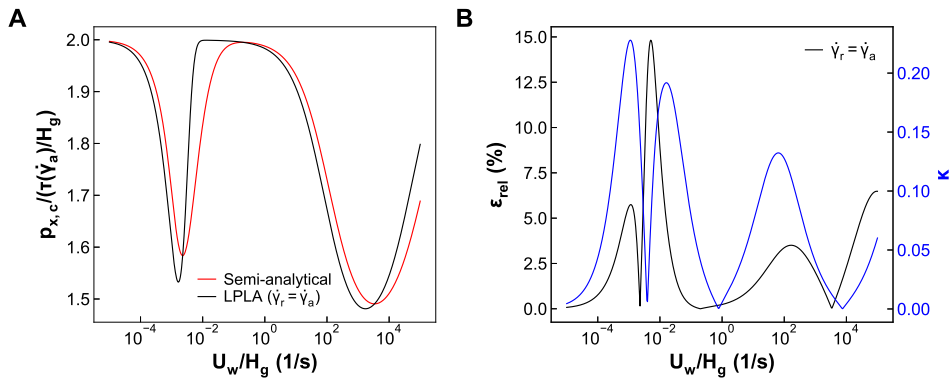 A
p_{x,c}/(τ(γ̇_a)/H_g)
2.0
1.9
1.8
1.7
1.6
1.5
Semi-analytical
LPLA (γ̇_r = γ̇_a)
10^{-4}
10^{-2}
10^0
10^2
10^4
U_w/H_g (1/s)
B
ε_{rel} (%)
15.0
12.5
10.0
7.5
5.0
2.5
0.0
γ̇_r = γ̇_a
0.20
0.15
0.10
0.05
0.00
κ
10^{-4}
10^{-2}
10^0
10^2
10^4
U_w/H_g (1/s)